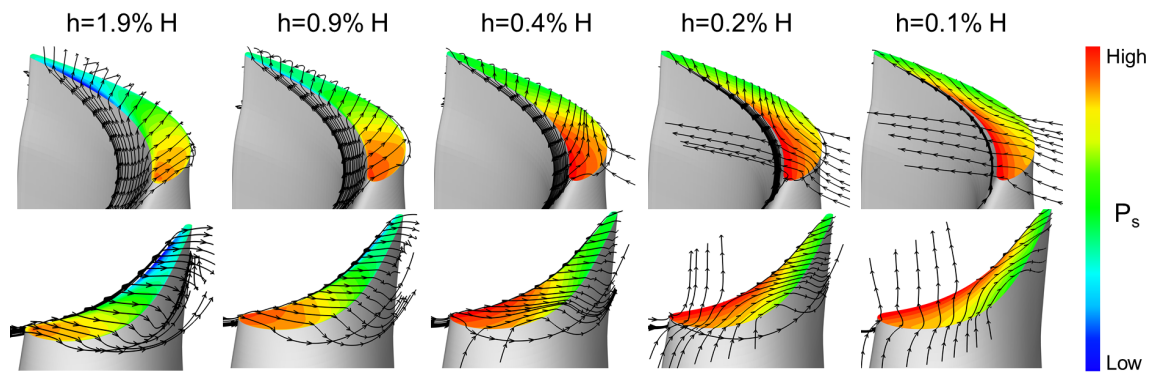 h=1.9% H
h=0.9% H
h=0.4% H
h=0.2% H
h=0.1% H
High
Ps
Low